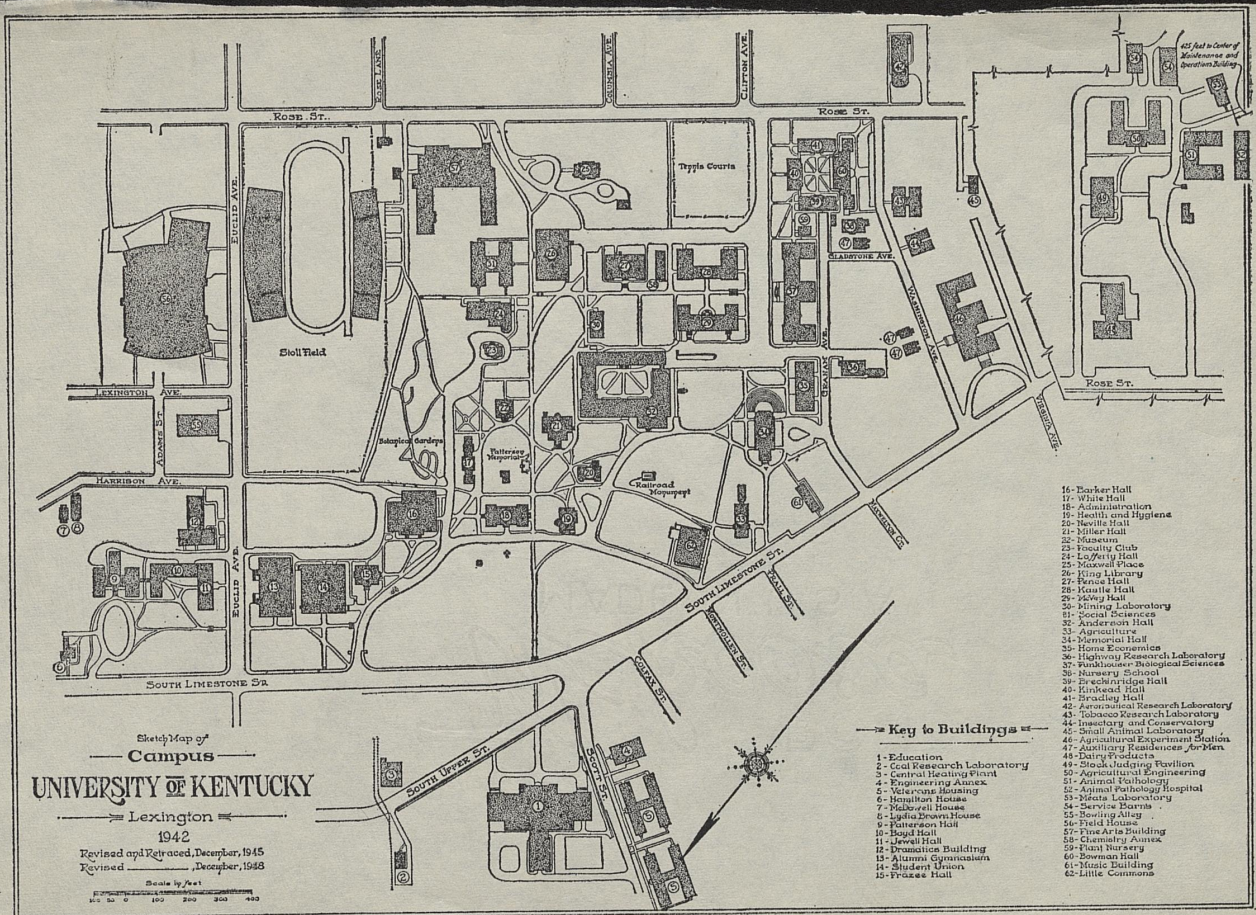 425 feet to Center of
Maintenance and
Operations Building
ROSE LANE
COLUMBIA AVE.
CLIFTON AVE.
ROSE ST.
ROSE ST.
Tennis Courts
EUCLID AVE.
GLADSTONE AVE.
WASHINGTON AVE.
Stoll Field
GRAHAM AVE.
ROSE ST.
VIRGINIA AVE.
LEXINGTON AVE.
ADAMS ST.
Botanical Gardens
Patterson
Memorial
Railroad
Monument
HARRISON AVE.
EUCLID AVE.
SOUTH LIMESTONE ST.
PRALL ST.
MONTMULLEN ST.
COLFAX ST.
SOUTH LIMESTONE ST.
SOUTH UPPER ST.
SCOTT ST.
Sketch Map of
Campus
UNIVERSITY OF KENTUCKY
Lexington
1942
Revised and Retraced, December, 1945
Revised , December, 1948
Scale by feet
100 50 0 100 200 300 400
Key to Buildings
1 - Education
2 - Coal Research Laboratory
3 - Central Heating Plant
4 - Engineering Annex
5 - Veterans Housing
6 - Hamilton House
7 - McDowell House
8 - Lydia Brown House
9 - Patterson Hall
10 - Boyd Hall
11 - Jewell Hall
12 - Dramatics Building
13 - Alumni Gymnasium
14 - Student Union
15 - Frazee Hall
16 - Barker Hall
17 - White Hall
18 - Administration
19 - Health and Hygiene
20 - Neville Hall
21 - Miller Hall
22 - Museum
23 - Faculty Club
24 - Lafferty Hall
25 - Maxwell Place
26 - King Library
27 - Pence Hall
28 - Kastle Hall
29 - McVey Hall
30 - Mining Laboratory
31 - Social Sciences
32 - Anderson Hall
33 - Agriculture
34 - Memorial Hall
35 - Home Economics
36 - Highway Research Laboratory
37 - Funkhouser Biological Sciences
38 - Nursery School
39 - Breckinridge Hall
40 - Kinkead Hall
41 - Bradley Hall
42 - Aeronautical Research Laboratory
43 - Tobacco Research Laboratory
44 - Insectary and Conservatory
45 - Small Animal Laboratory
46 - Agricultural Experiment Station
47 - Auxiliary Residences for Men
48 - Dairy Products
49 - Stock Judging Pavilion
50 - Agricultural Engineering
51 - Animal Pathology
52 - Animal Pathology Hospital
53 - Meats Laboratory
54 - Service Barns
55 - Bowling Alley
56 - Field House
57 - Fine Arts Building
58 - Chemistry Annex
59 - Plant Nursery
60 - Bowman Hall
61 - Music Building
62 - Little Commons